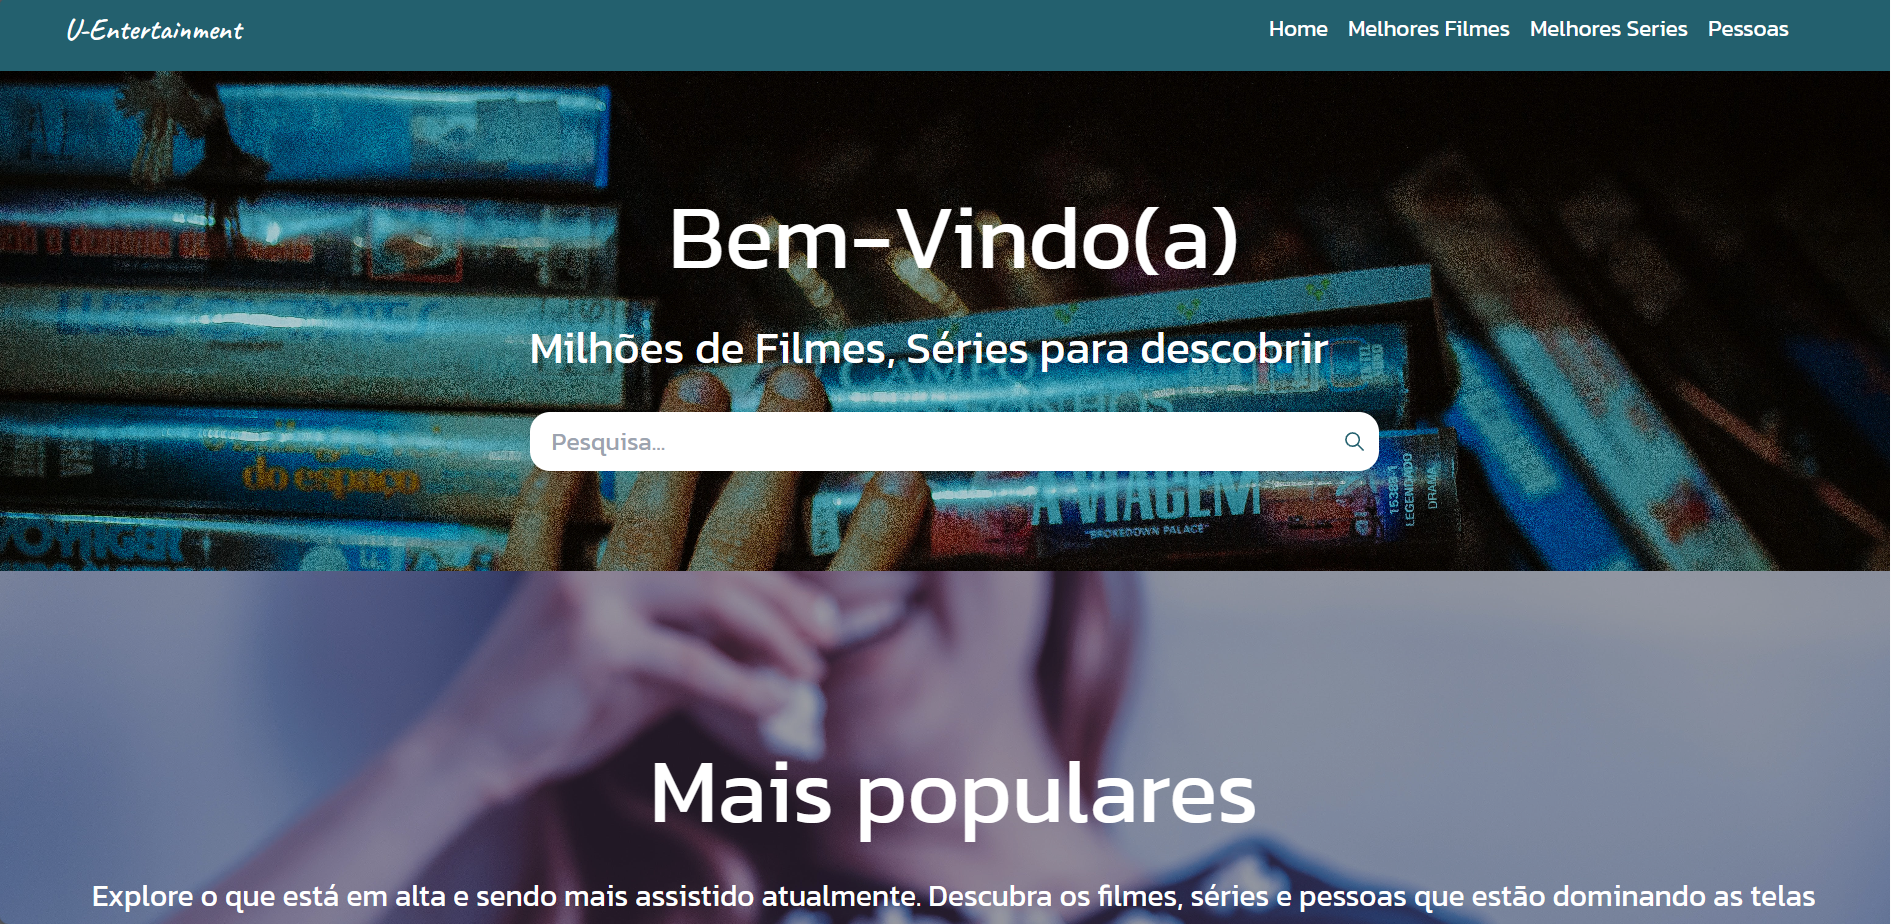 U-Entertainment
Home Melhores Filmes Melhores Series Pessoas
Bem-Vindo(a)
Milhões de Filmes, Séries para descobrir
Pesquisa...
do espaço
A VIAGEM
"BROKEDOWN PALACE"
15383-1
LEGENDADO
DRAMA
Mais populares
Explore o que está em alta e sendo mais assistido atualmente. Descubra os filmes, séries e pessoas que estão dominando as telas